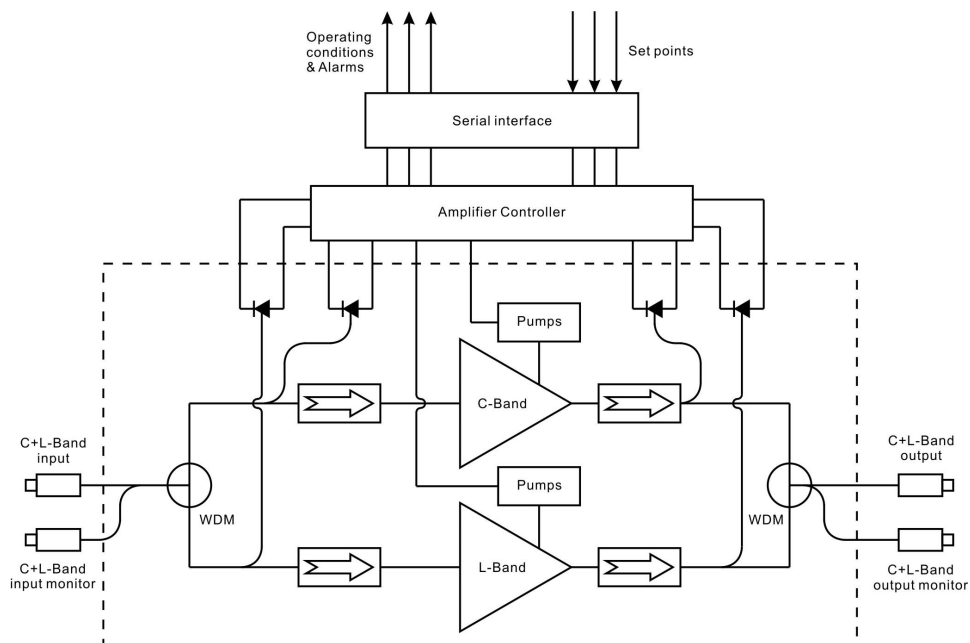 Operating
conditions
& Alarms
Set points
Serial interface
Amplifier Controller
Pumps
C-Band
C+L-Band
input
C+L-Band
output
Pumps
WDM
WDM
C+L-Band
input monitor
L-Band
C+L-Band
output monitor